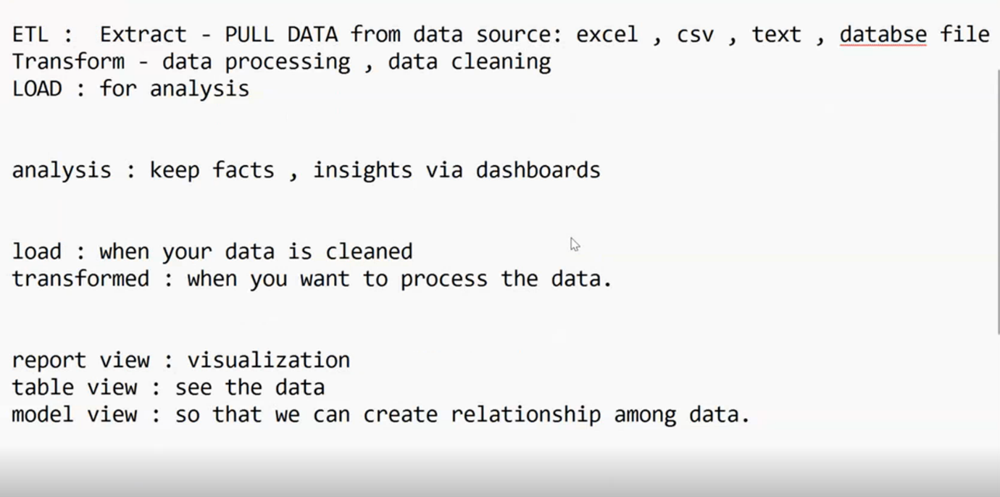 ETL :  Extract - PULL DATA from data source: excel , csv , text , databse file
Transform - data processing , data cleaning
LOAD : for analysis
analysis : keep facts , insights via dashboards
load : when your data is cleaned
transformed : when you want to process the data.
report view : visualization
table view : see the data
model view : so that we can create relationship among data.